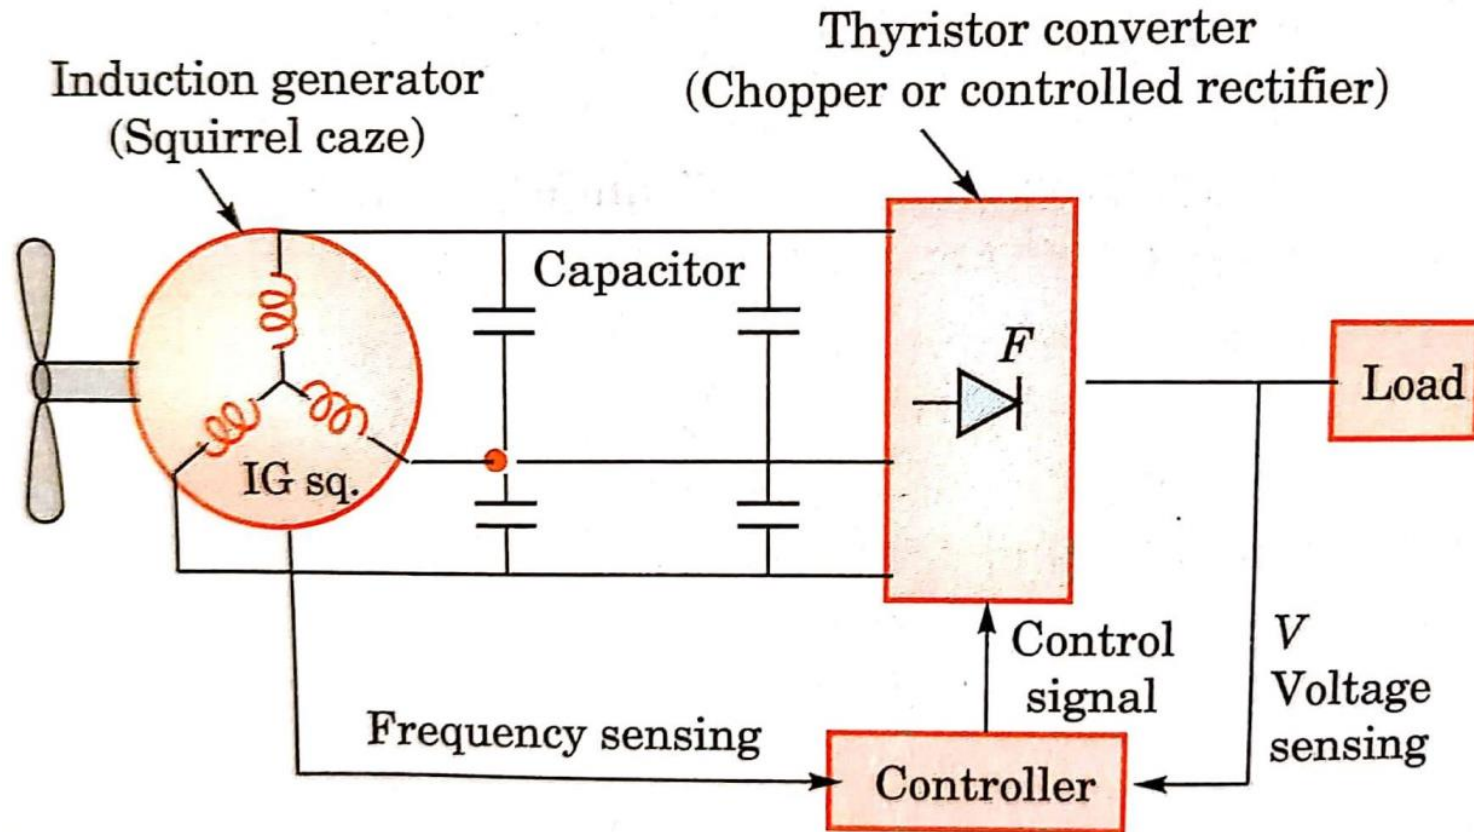 Thyristor converter
(Chopper or controlled rectifier)
Induction generator
(Squirrel caze)
Capacitor
F
Load
IG sq.
Control
signal
V
Voltage
sensing
Frequency sensing
Controller